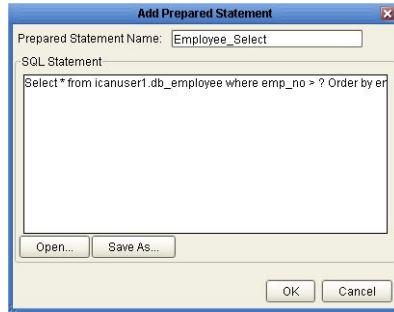 Add Prepared Statement
Prepared Statement Name: Employee_Select
SQL Statement
Select * from icanuser1.db_employee where emp_no > ? Order by er
Open... Save As...
OK Cancel